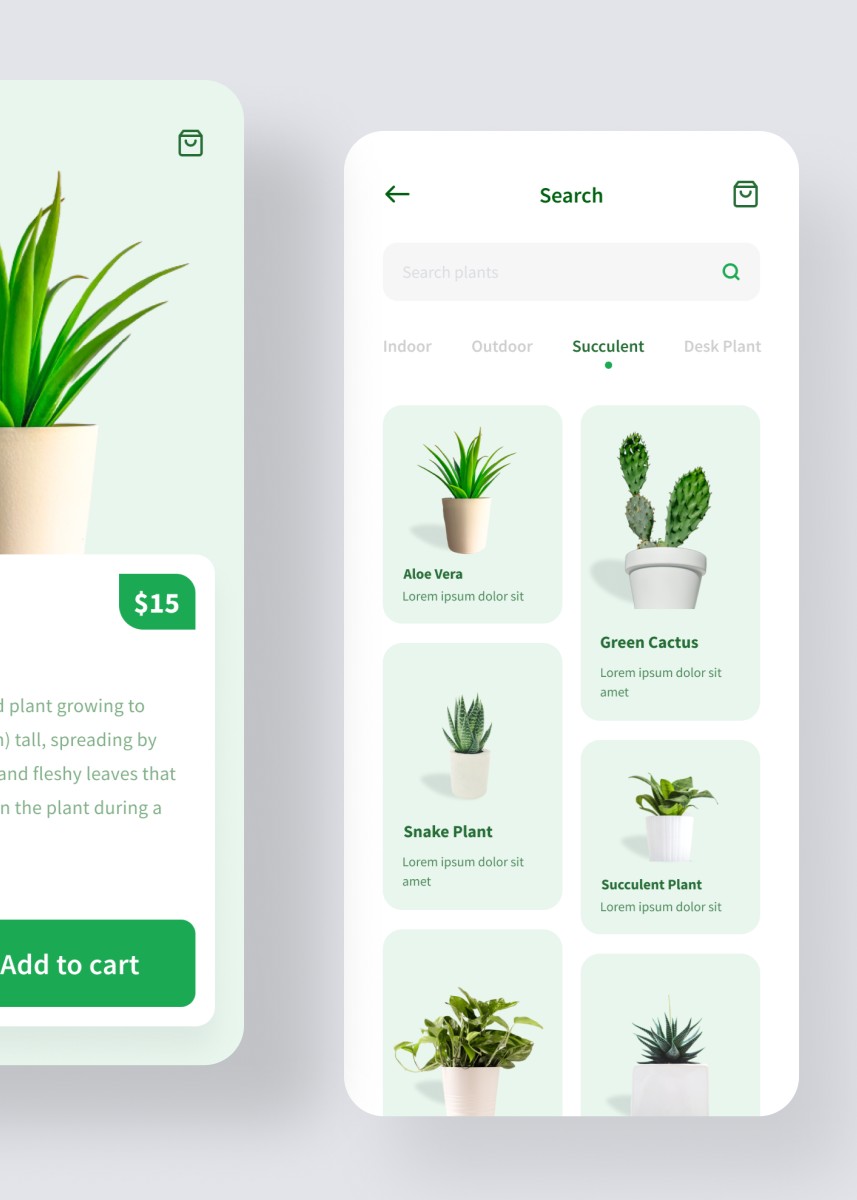 $15
d plant growing to
) tall, spreading by
and fleshy leaves that
n the plant during a
Add to cart
Search
Search plants
Indoor
Outdoor
Succulent
Desk Plant
Aloe Vera
Lorem ipsum dolor sit
Green Cactus
Lorem ipsum dolor sit
amet
Snake Plant
Lorem ipsum dolor sit
amet
Succulent Plant
Lorem ipsum dolor sit